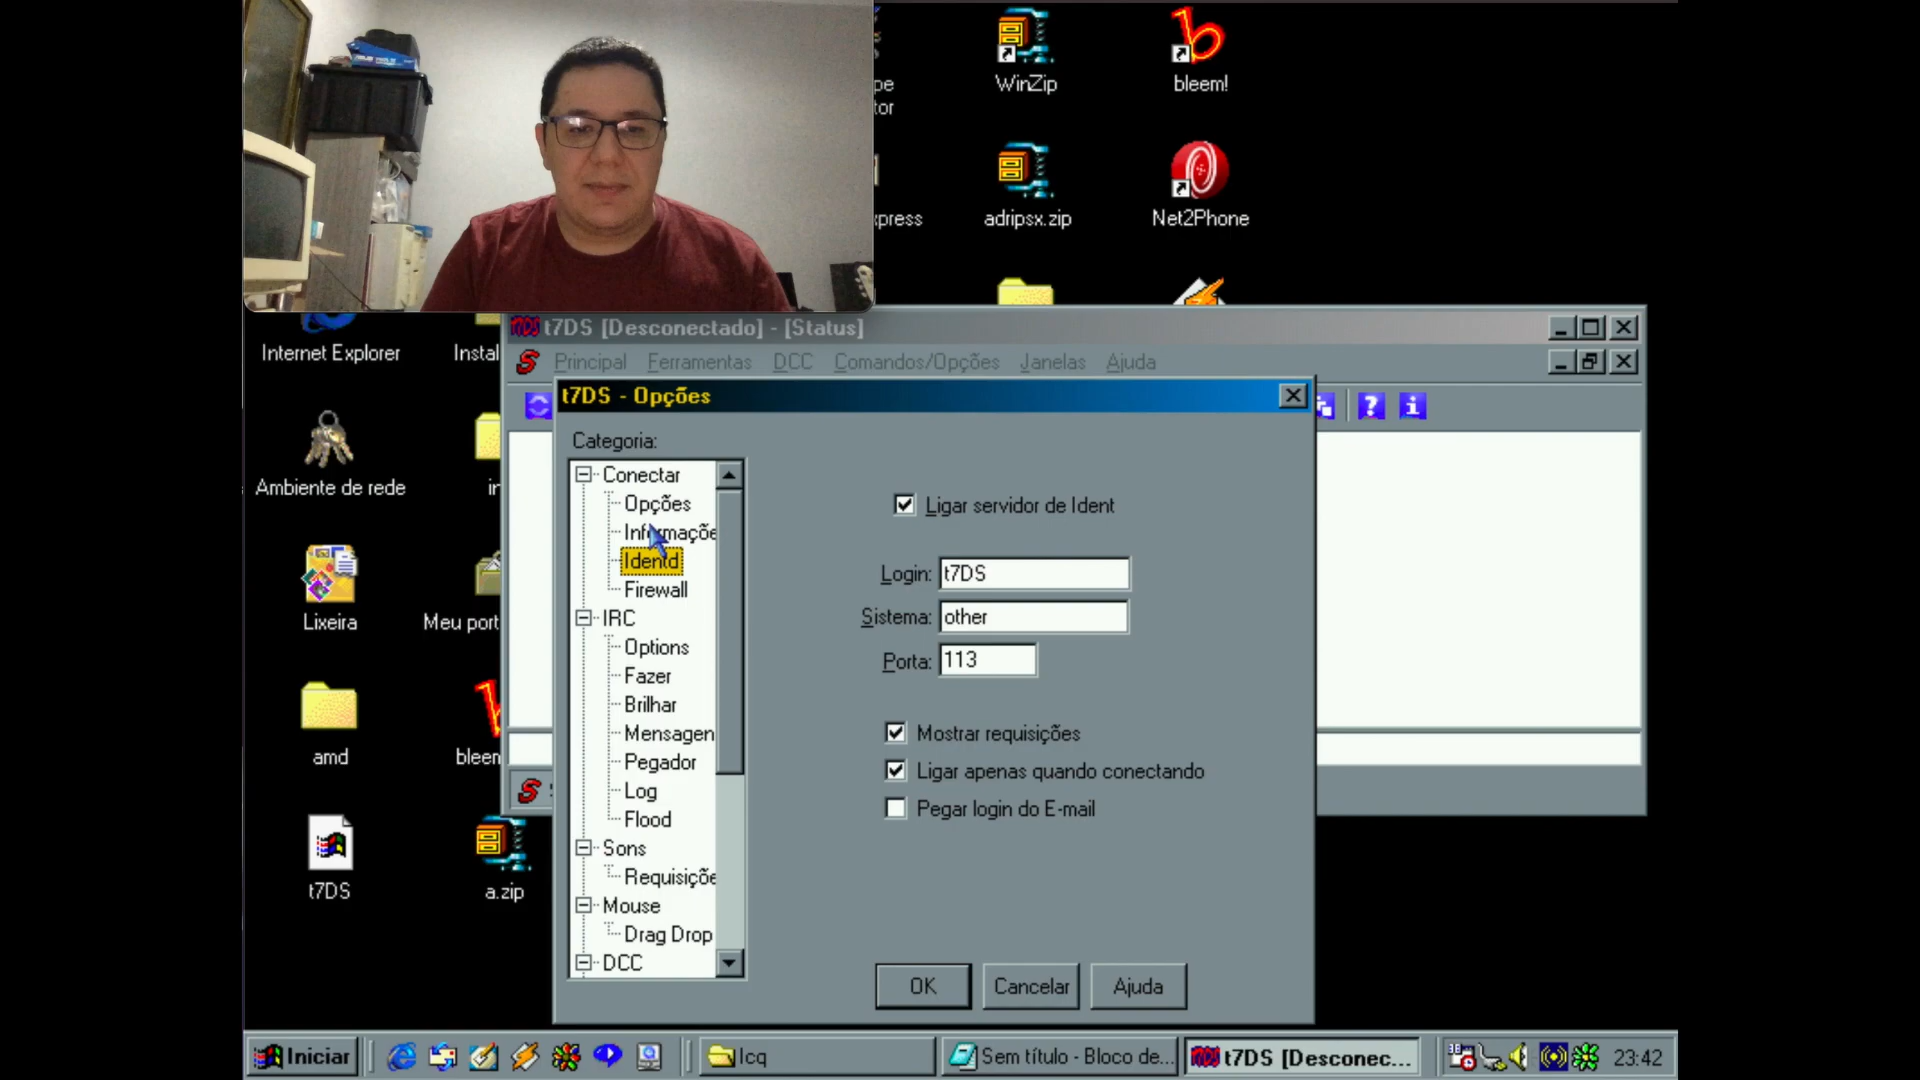 pe
tor
WinZip
bleem!
xpress
adripsx.zip
Net2Phone
Internet Explorer
Instal
Ambiente de rede
in
Lixeira
Meu port
amd
bleem
t7DS
a.zip
t7DS [Desconectado] - [Status]
Principal Ferramentas DCC Comandos/Opções Janelas Ajuda
t7DS - Opções
Categoria:
Conectar
Opções
Informaçõe
Identd
Firewall
IRC
Options
Fazer
Brilhar
Mensagen
Pegador
Log
Flood
Sons
Requisiçõe
Mouse
Drag Drop
DCC
Ligar servidor de Ident
Login: t7DS
Sistema: other
Porta: 113
Mostrar requisições
Ligar apenas quando conectando
Pegar login do E-mail
OK Cancelar Ajuda
Iniciar
Icq
Sem título - Bloco de...
t7DS [Desconec...
23:42